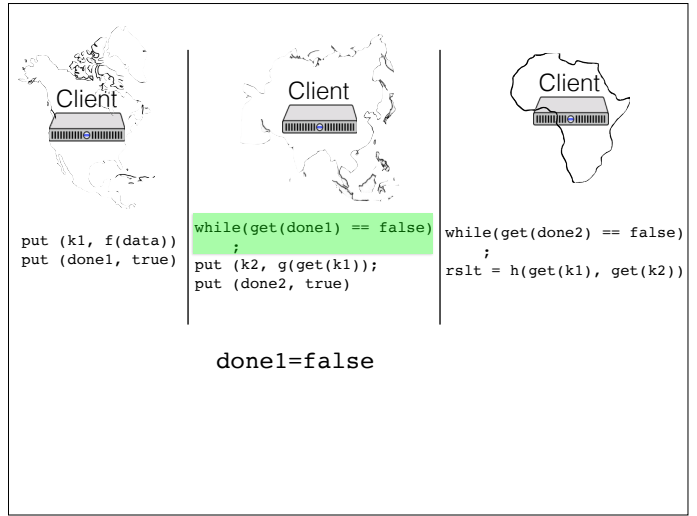 Client
Client
Client
put (k1, f(data))
put (done1, true)
while(get(done1) == false)
;
put (k2, g(get(k1));
put (done2, true)
while(get(done2) == false)
;
rslt = h(get(k1), get(k2))
done1=false